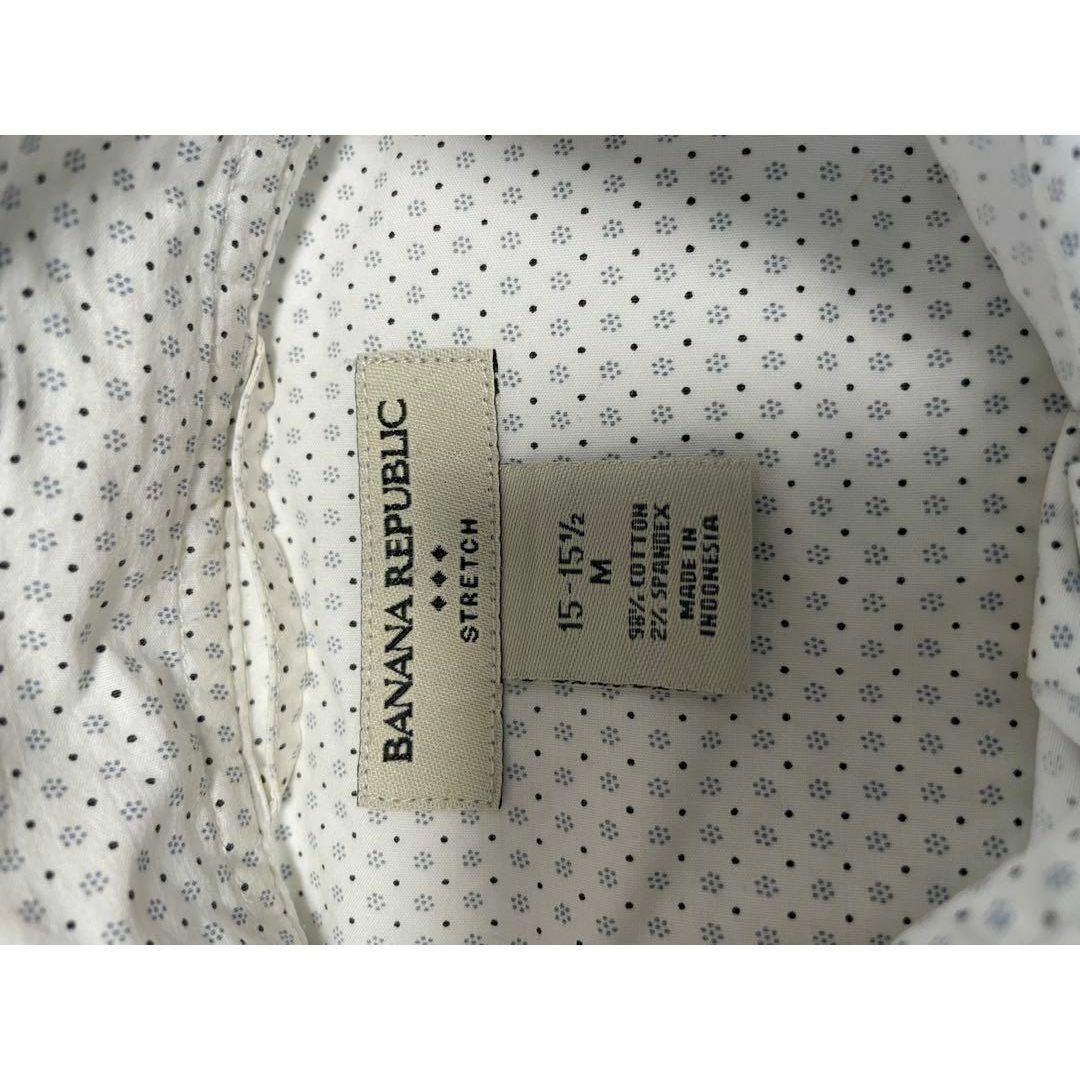 BANANA REPUBLIC
STRETCH
15-15½
M
98% COTTON
2% SPANDEX
MADE IN
INDONESIA